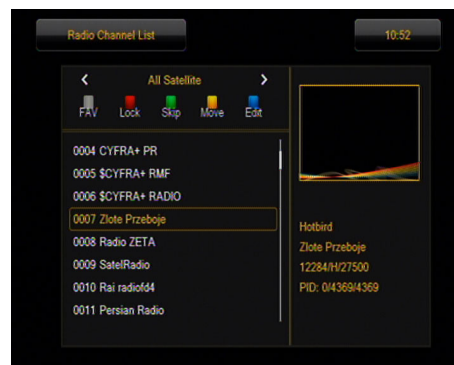 Radio Channel List
10:52
All Satellite
FAV Lock Skip Move Edit
0004 CYFRA+ PR
0005 $CYFRA+ RMF
0006 $CYFRA+ RADIO
0007 Zlote Przeboje
0008 Radio ZETA
0009 SatelRadio
0010 Rai radiofd4
0011 Persian Radio
Hotbird
Zlote Przeboje
12284/H/27500
PID: 0/4369/4369